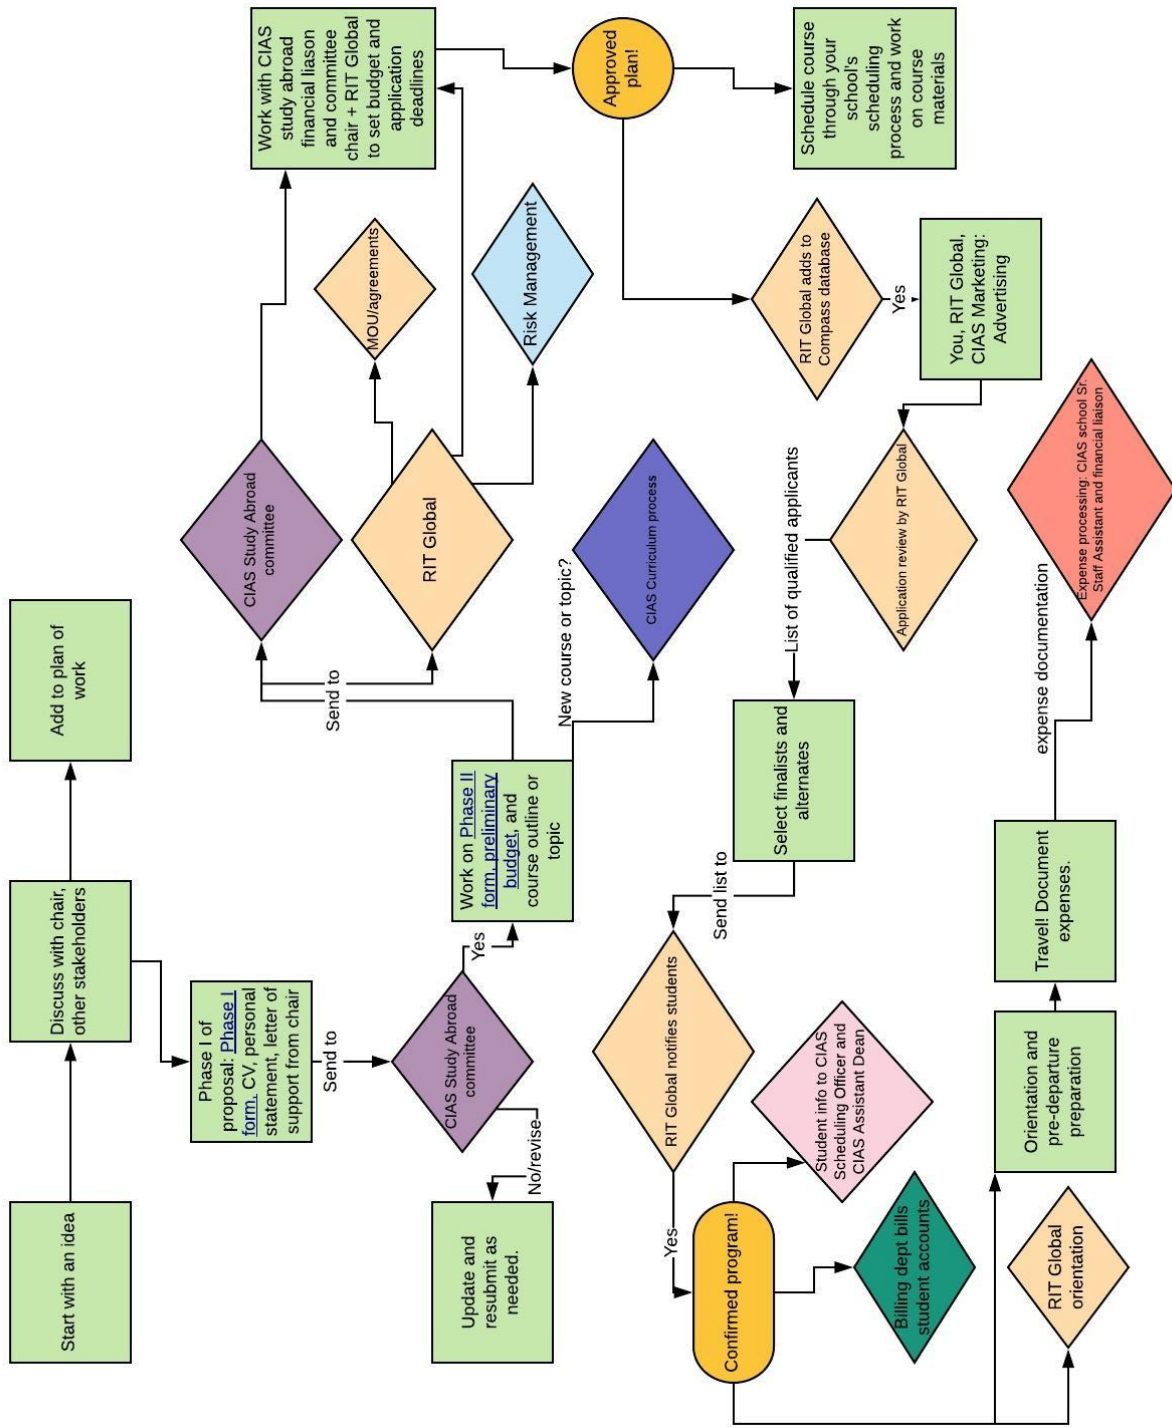 Start with an idea
Discuss with chair,
other stakeholders
Add to plan of
work
Phase I of
proposal: Phase I
form, CV, personal
statement, letter of
support from chair
Send to
CIAS Study Abroad
committee
No/revise
Update and
resubmit as
needed.
Yes
Work on Phase II
form, preliminary
budget, and
course outline or
topic
Send to
CIAS Study Abroad
committee
RIT Global
MOU/agreements
Risk Management
New course or topic?
CIAS Curriculum process
Work with CIAS
study abroad
financial liason
and committee
chair + RIT Global
to set budget and
application
deadlines
Approved
plan!
Schedule course
through your
school's
scheduling
process and work
on course
materials
RIT Global adds to
Compass database
Yes
You, RIT Global,
CIAS Marketing:
Advertising
Application review by RIT Global
List of qualified applicants
Select finalists and
alternates
Send list to
RIT Global notifies students
Yes
Confirmed program!
Student info to CIAS
Scheduling Officer and
CIAS Assistant Dean
Billing dept bills
student accounts
RIT Global
orientation
Orientation and
pre-departure
preparation
Travel! Document
expenses.
expense documentation
Expense processing: CIAS school Sr.
Staff Assistant and financial liaison